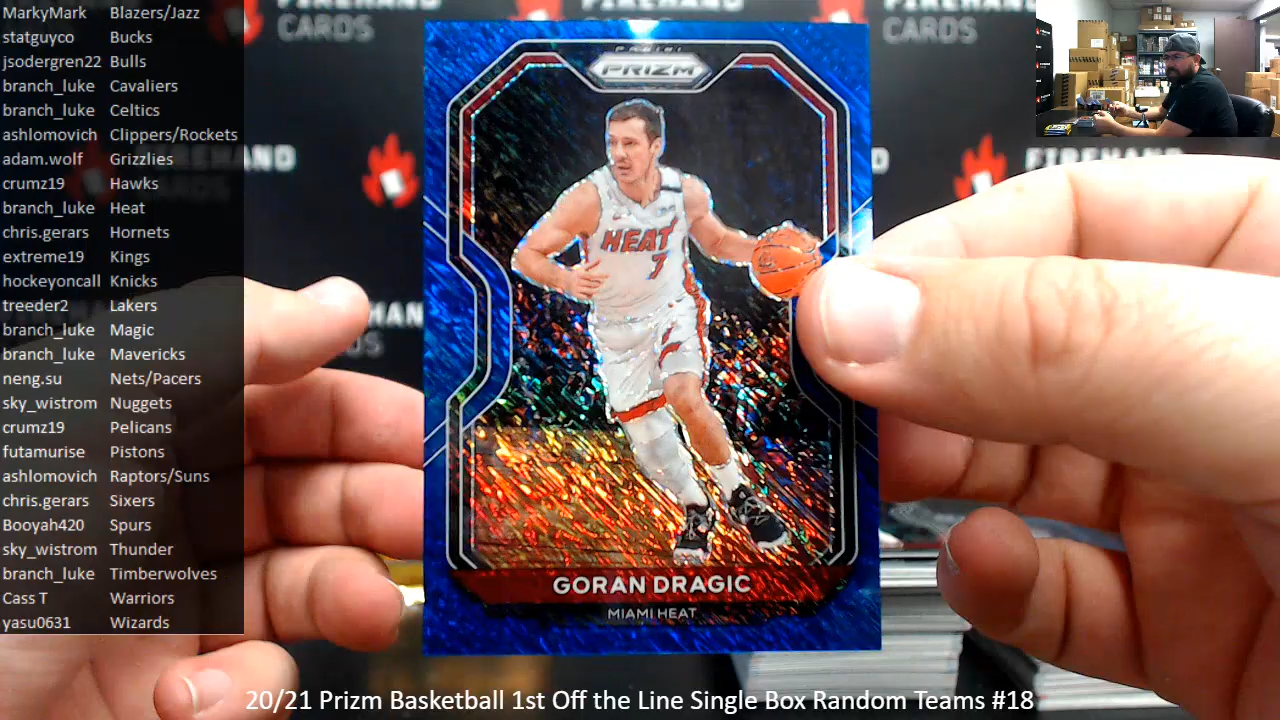 MarkyMark Blazers/Jazz
statguyco Bucks
jsodergren22 Bulls
branch_luke Cavaliers
branch_luke Celtics
ashlomovich Clippers/Rockets
adam.wolf Grizzlies
crumz19 Hawks
branch_luke Heat
chris.gerars Hornets
extreme19 Kings
hockeyoncall Knicks
treeder2 Lakers
branch_luke Magic
branch_luke Mavericks
neng.su Nets/Pacers
sky_wistrom Nuggets
crumz19 Pelicans
futamurise Pistons
ashlomovich Raptors/Suns
chris.gerars Sixers
Booyah420 Spurs
sky_wistrom Thunder
branch_luke Timberwolves
Cass T Warriors
yasu0631 Wizards
CARDS
CARDS
PANINI
PRIZM
HEAT
7
GORAN DRAGIC
MIAMI HEAT
20/21 Prizm Basketball 1st Off the Line Single Box Random Teams #18